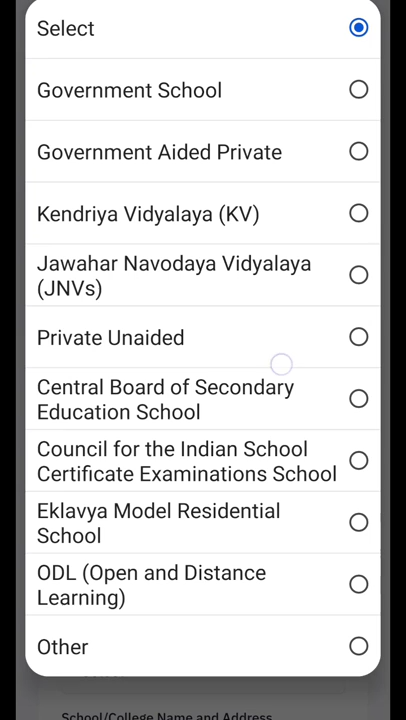 Select
Government School
Government Aided Private
Kendriya Vidyalaya (KV)
Jawahar Navodaya Vidyalaya
(JNVs)
Private Unaided
Central Board of Secondary
Education School
Council for the Indian School
Certificate Examinations School
Eklavya Model Residential
School
ODL (Open and Distance
Learning)
Other
School/College Name and Address